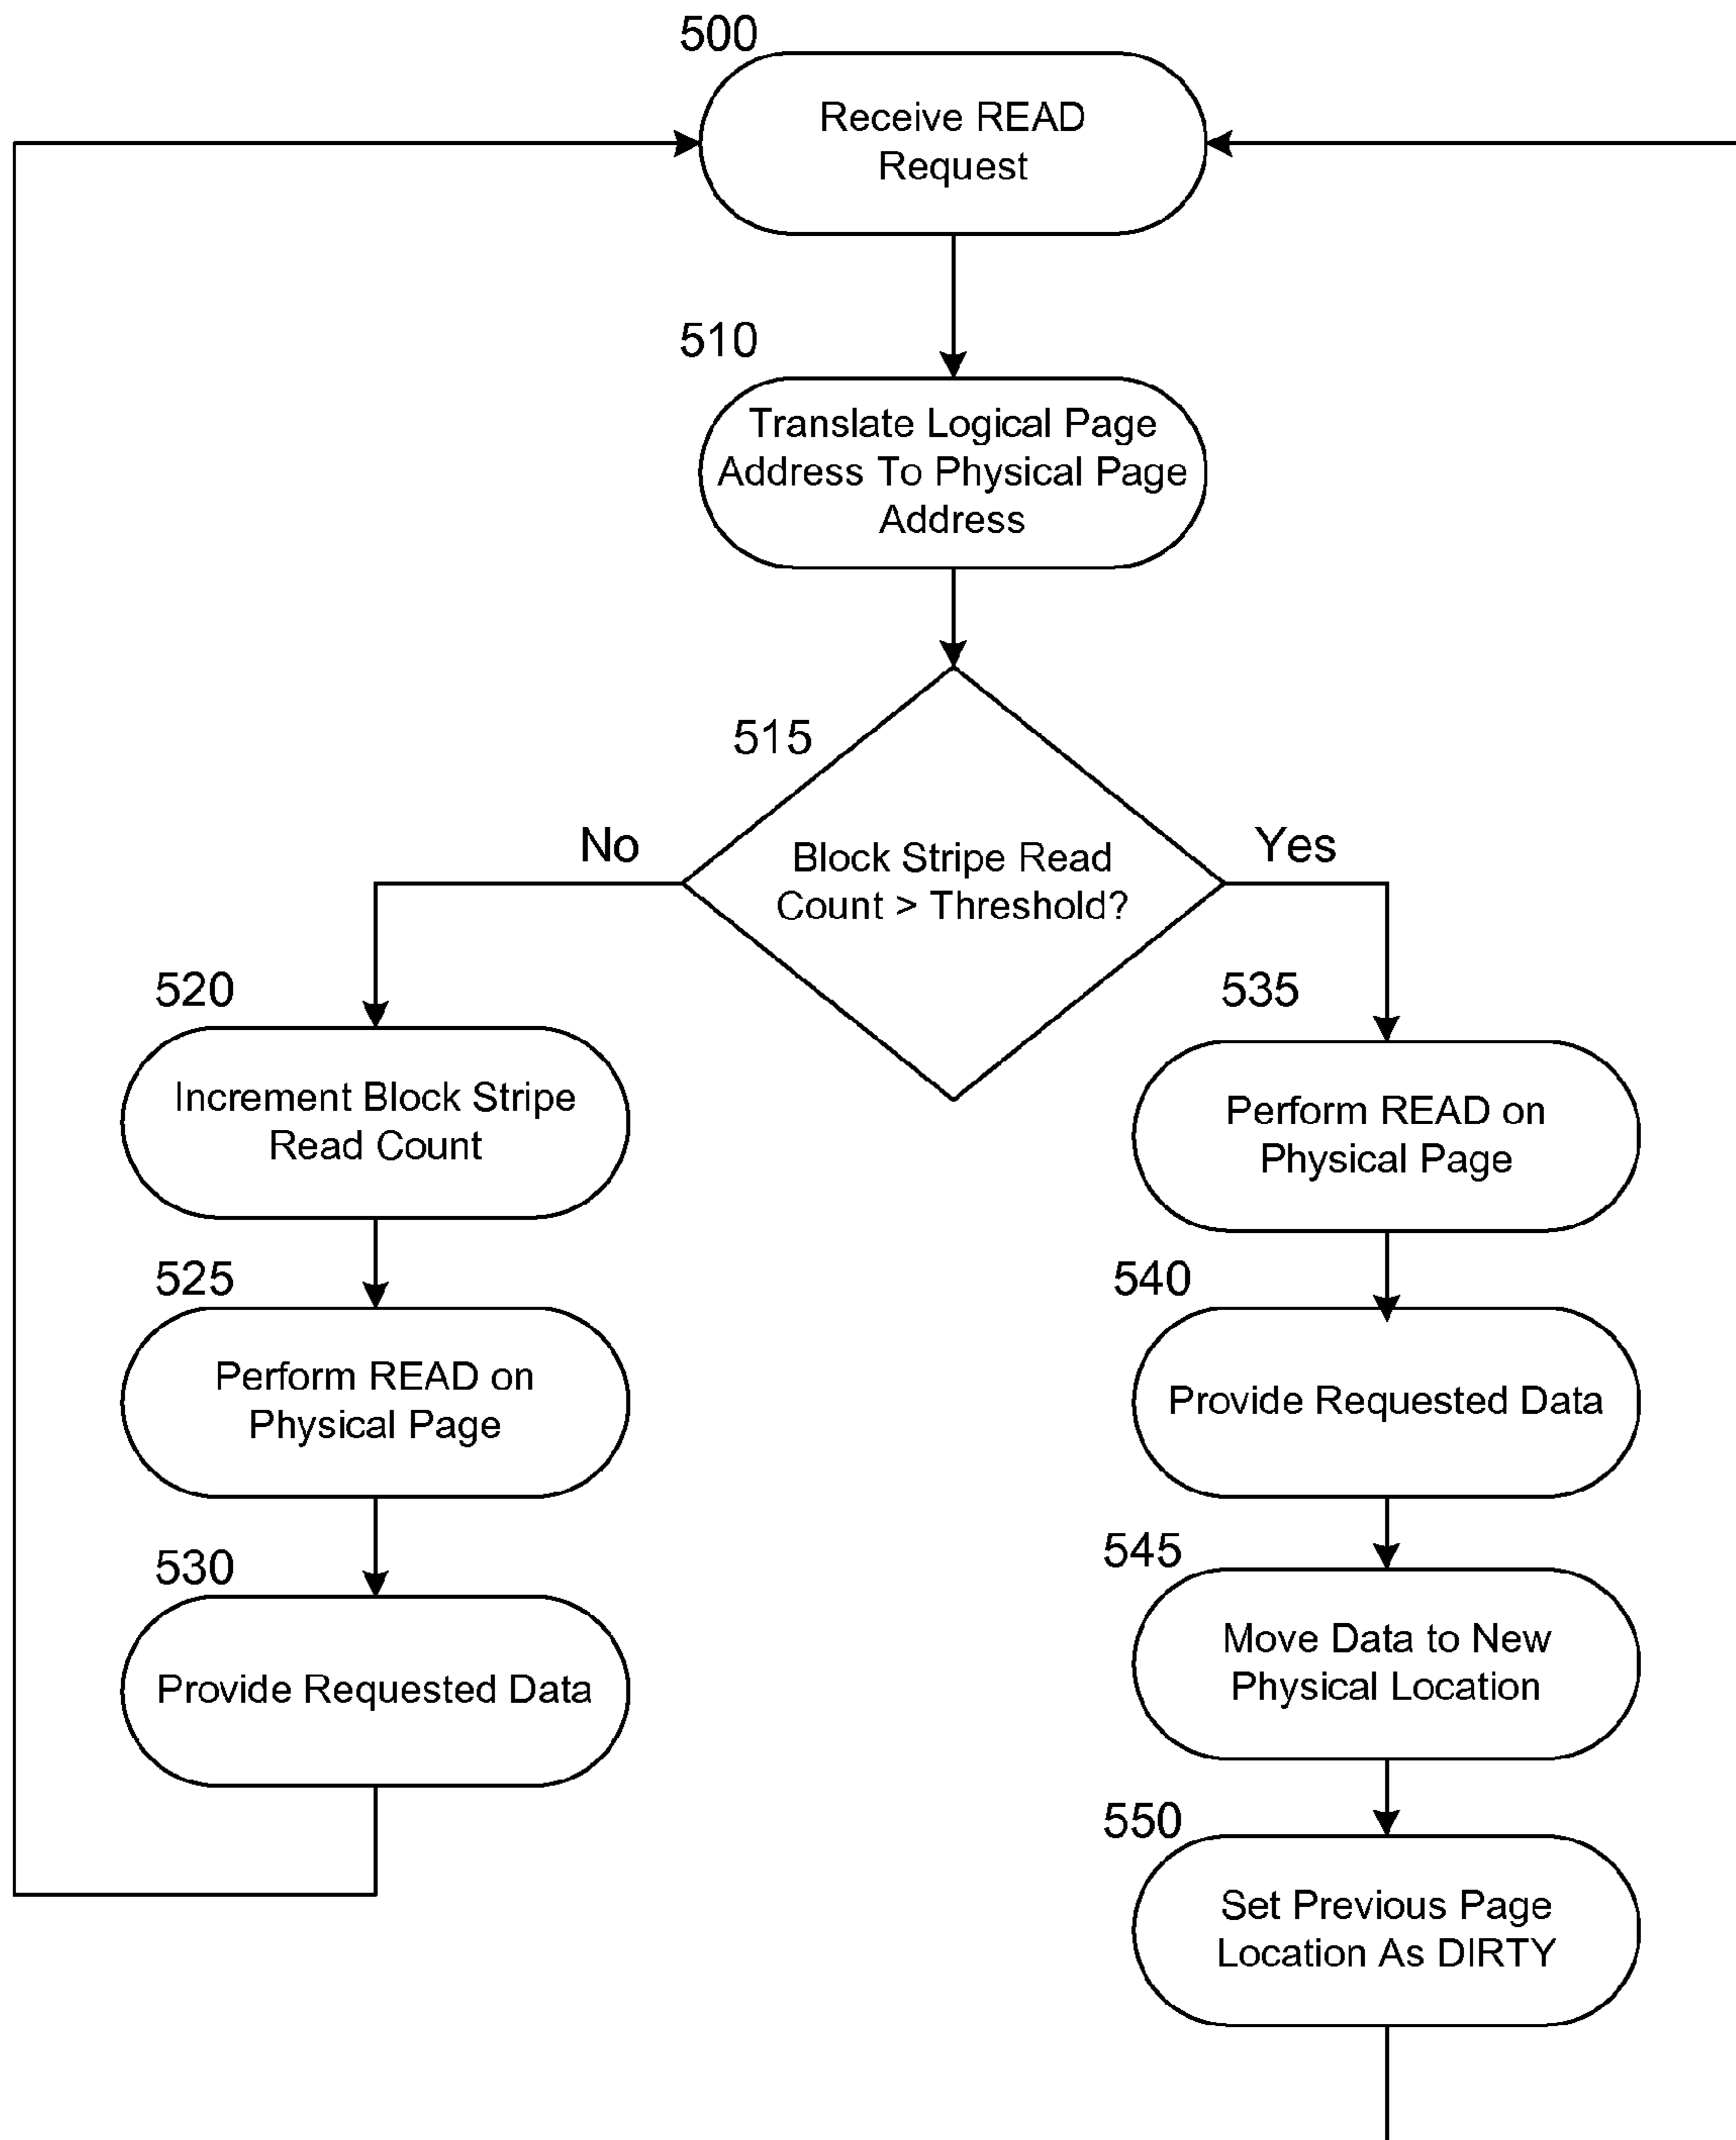 500
Receive READ
Request
510
Translate Logical Page
Address To Physical Page
Address
515
No
Yes
Block Stripe Read
Count > Threshold?
520
Increment Block Stripe
Read Count
535
Perform READ on
Physical Page
525
Perform READ on
Physical Page
540
Provide Requested Data
530
Provide Requested Data
545
Move Data to New
Physical Location
550
Set Previous Page
Location As DIRTY